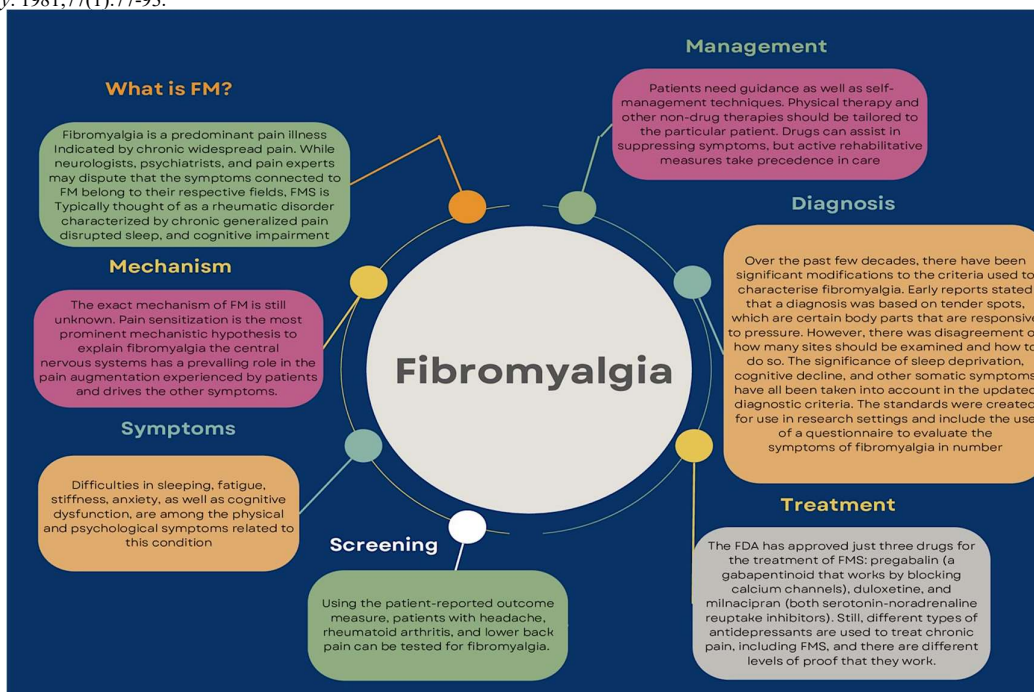 y. 1981;77(1):77-95.
What is FM?
Fibromyalgia is a predominant pain illness
Indicated by chronic widespread pain. While
neurologists, psychiatrists, and pain experts
may dispute that the symptoms connected to
FM belong to their respective fields, FMS is
Typically thought of as a rheumatic disorder
characterized by chronic generalized pain
disrupted sleep, and cognitive impairment
Mechanism
The exact mechanism of FM is still
unknown. Pain sensitization is the most
prominent mechanistic hypothesis to
explain fibromyalgia the central
nervous systems has a prevalling role in the
pain augmentation experienced by patients
and drives the other symptoms.
Symptoms
Difficulties in sleeping, fatigue,
stiffness, anxiety, as well as cognitive
dysfunction, are among the physical
and psychological symptoms related to
this condition
Screening
Using the patient-reported outcome
measure, patients with headache,
rheumatoid arthritis, and lower back
pain can be tested for fibromyalgia.
Fibromyalgia
Management
Patients need guidance as well as self-
management techniques. Physical therapy and
other non-drug therapies should be tailored to
the particular patient. Drugs can assist in
suppressing symptoms, but active rehabilitative
measures take precedence in care
Diagnosis
Over the past few decades, there have been
significant modifications to the criteria used to
characterise fibromyalgia. Early reports stated
that a diagnosis was based on tender spots,
which are certain body parts that are responsive
to pressure. However, there was disagreement o
how many sites should be examined and how to
do so. The significance of sleep deprivation,
cognitive decline, and other somatic symptoms
have all been taken into account in the updated
diagnostic criteria. The standards were created
for use in research settings and include the use
of a questionnaire to evaluate the
symptoms of fibromyalgia in number
Treatment
The FDA has approved just three drugs for
the treatment of FMS: pregabalin (a
gabapentinoid that works by blocking
calcium channels), duloxetine, and
milnacipran (both serotonin-noradrenaline
reuptake inhibitors). Still, different types of
antidepressants are used to treat chronic
pain, including FMS, and there are different
levels of proof that they work.